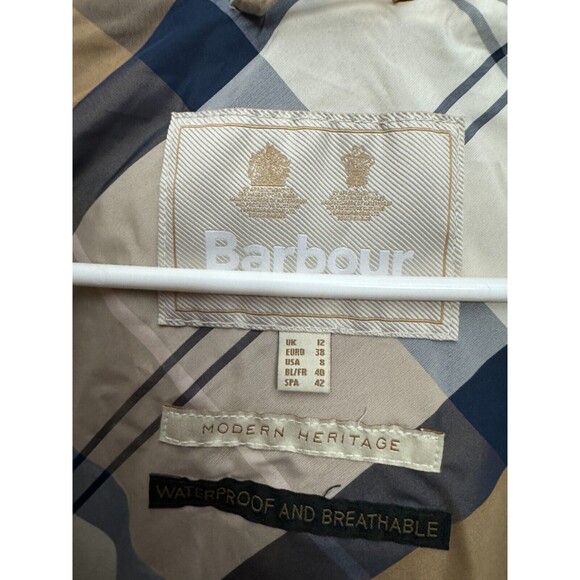 Barbour
UK 12
EURO 38
USA 8
BL/FR 40
SPA 42
MODERN HERITAGE
WATERPROOF AND BREATHABLE